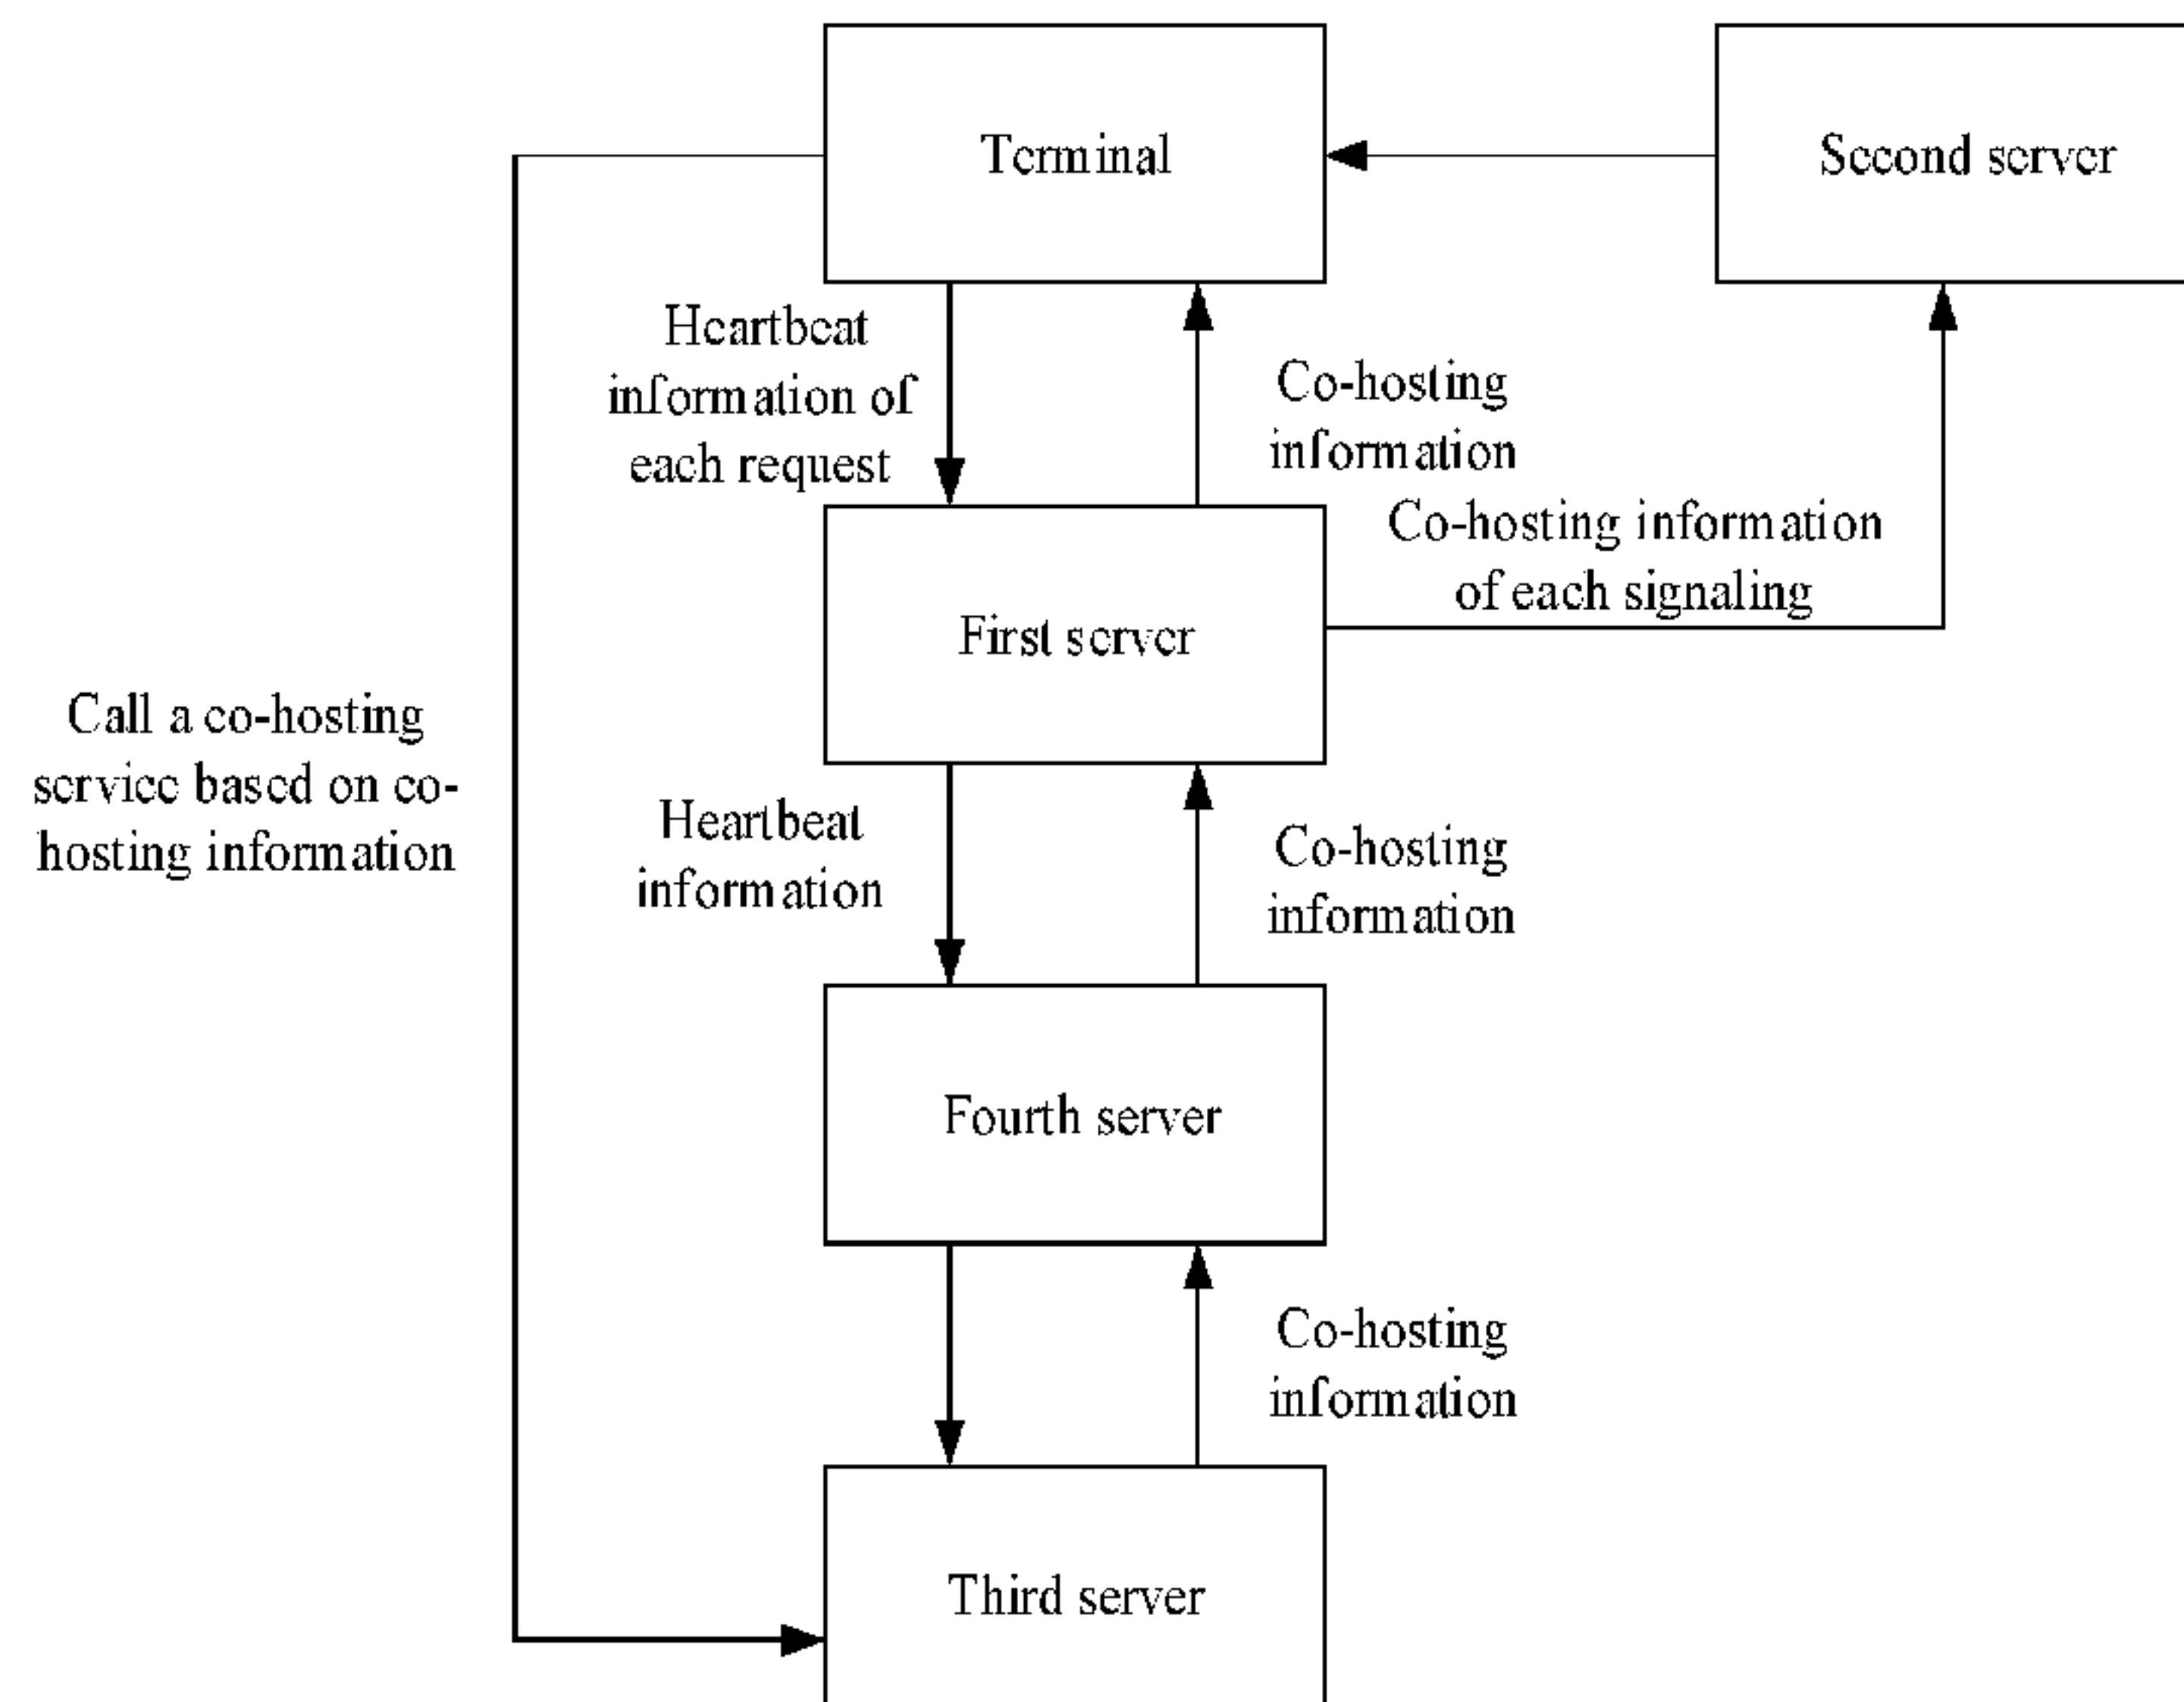 Terminal
Second server
Heartbeat
information of
each request
Co-hosting
information
Co-hosting information
of each signaling
First server
Call a co-hosting
service based on co-
hosting information
Heartbeat
information
Co-hosting
information
Fourth server
Co-hosting
information
Third server